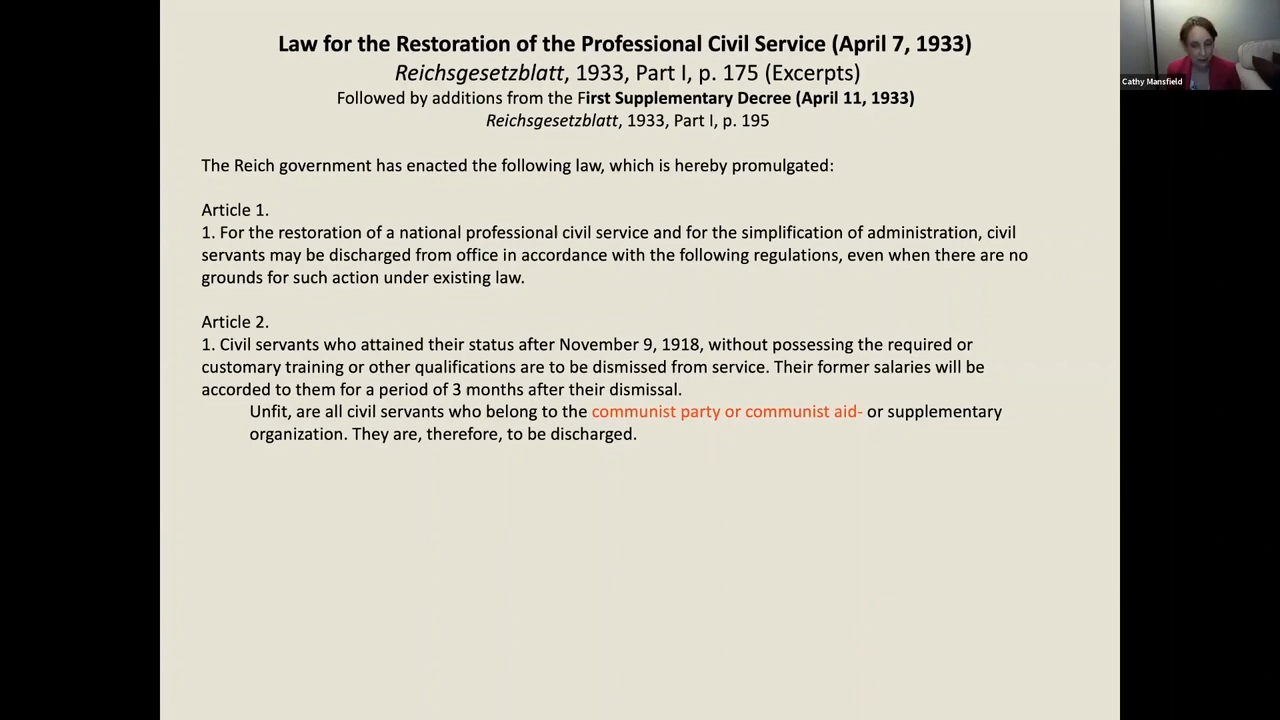 Law for the Restoration of the Professional Civil Service (April 7, 1933)
Reichsgesetzblatt, 1933, Part I, p. 175 (Excerpts)
Followed by additions from the First Supplementary Decree (April 11, 1933)
Reichsgesetzblatt, 1933, Part I, p. 195
Cathy Mansfield
The Reich government has enacted the following law, which is hereby promulgated:
Article 1.
1. For the restoration of a national professional civil service and for the simplification of administration, civil
servants may be discharged from office in accordance with the following regulations, even when there are no
grounds for such action under existing law.
Article 2.
1. Civil servants who attained their status after November 9, 1918, without possessing the required or
customary training or other qualifications are to be dismissed from service. Their former salaries will be
accorded to them for a period of 3 months after their dismissal.
Unfit, are all civil servants who belong to the communist party or communist aid- or supplementary
organization. They are, therefore, to be discharged.